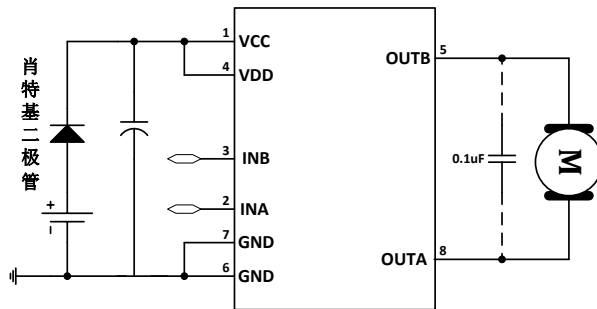 1
VCC
4
VDD
肖特基二极管
3
INB
2
INA
7
GND
6
GND
+
−
5
OUTB
0.1uF
M
OUTA
8